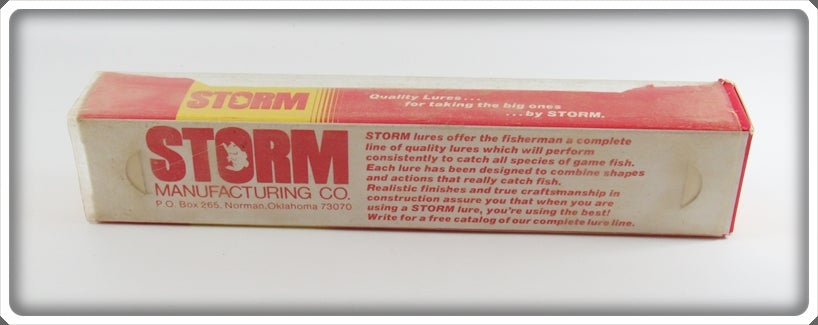 STORM
Quality Lures...
for taking the big ones
...by STORM.
STORM
MANUFACTURING CO.
P.O. Box 265, Norman,Oklahoma 73070
STORM lures offer the fisherman a complete
line of quality lures which will perform
consistently to catch all species of game fish.
Each lure has been designed to combine shapes
and actions that really catch fish.
Realistic finishes and true craftsmanship in
construction assure you that when you are
using a STORM lure, you're using the best!
Write for a free catalog of our complete lure line.